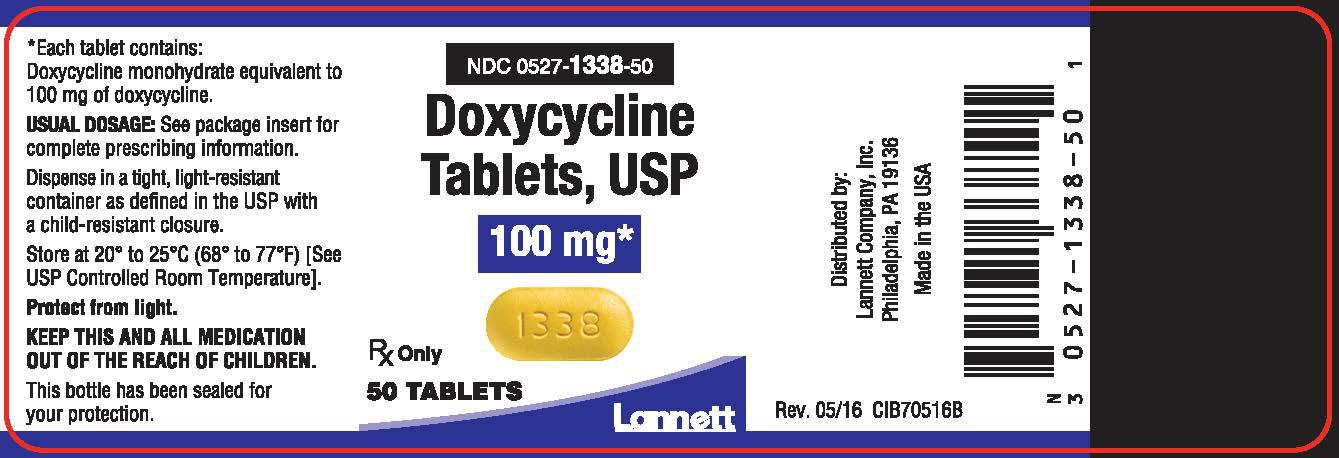 *Each tablet contains:
Doxycycline monohydrate equivalent to
100 mg of doxycycline.
USUAL DOSAGE: See package insert for
complete prescribing information.
Dispense in a tight, light-resistant
container as defined in the USP with
a child-resistant closure.
Store at 20° to 25°C (68° to 77°F) [See
USP Controlled Room Temperature].
Protect from light.
KEEP THIS AND ALL MEDICATION
OUT OF THE REACH OF CHILDREN.
This bottle has been sealed for
your protection.
NDC 0527-1338-50
Doxycycline
Tablets, USP
100 mg*
1338
Rx Only
50 TABLETS
Lannett
Distributed by:
Lannett Company, Inc.
Philadelphia, PA 19136
Made in the USA
Rev. 05/16 CIB70516B
N
3 0527-1338-50 1